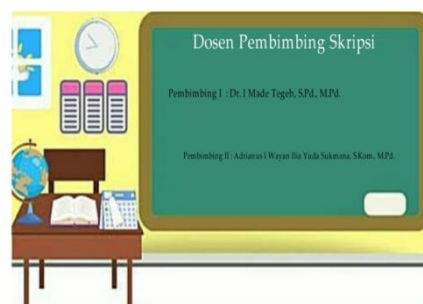 Dosen Pembimbing Skripsi
Pembimbing I : Dr. I Made Tegeh, S.Pd., M.Pd.
Pembimbing II : Adrianus I Wayan Ilia Yuda Sukmana, S.Kom., M.Pd.